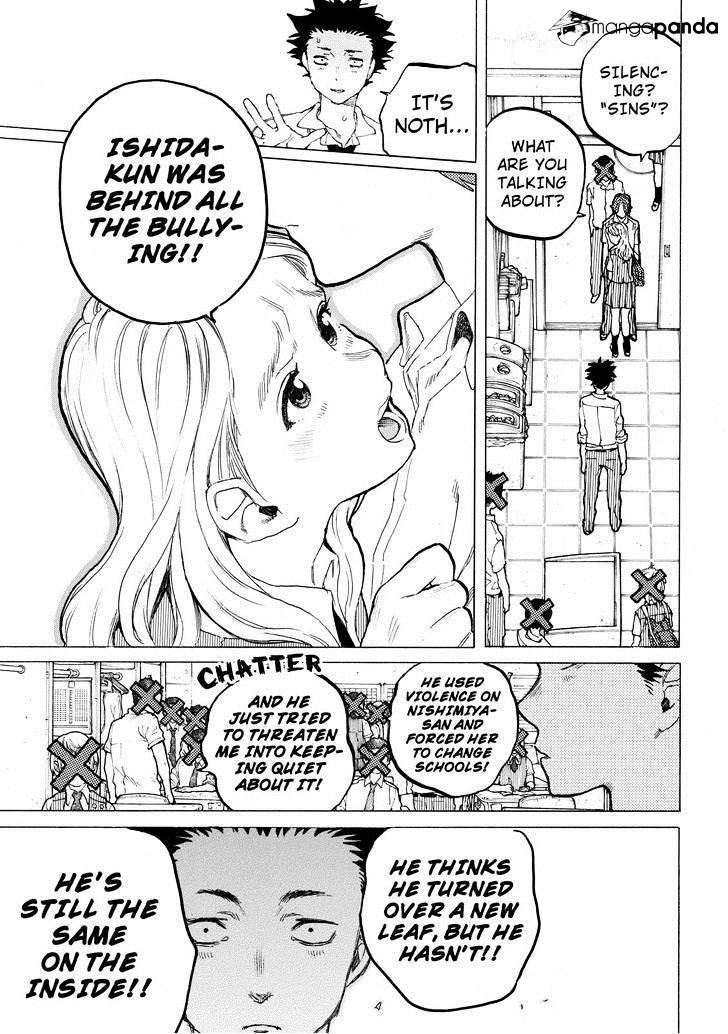 mangapanda
SILENC-
ING?
"SINS"?
WHAT
ARE YOU
TALKING
ABOUT?
IT'S
NOTH...
ISHIDA-
KUN WAS
BEHIND ALL
THE BULLY-
ING!!
HE USED
VIOLENCE ON
NISHIMIYA-
SAN AND
FORCED HER
TO CHANGE
SCHOOLS!
CHATTER
AND HE
JUST TRIED
TO THREATEN
ME INTO KEEP-
ING QUIET
ABOUT IT!
HE THINKS
HE TURNED
OVER A NEW
LEAF, BUT HE
HASN'T!!
HE'S
STILL THE
SAME
ON THE
INSIDE!!
4